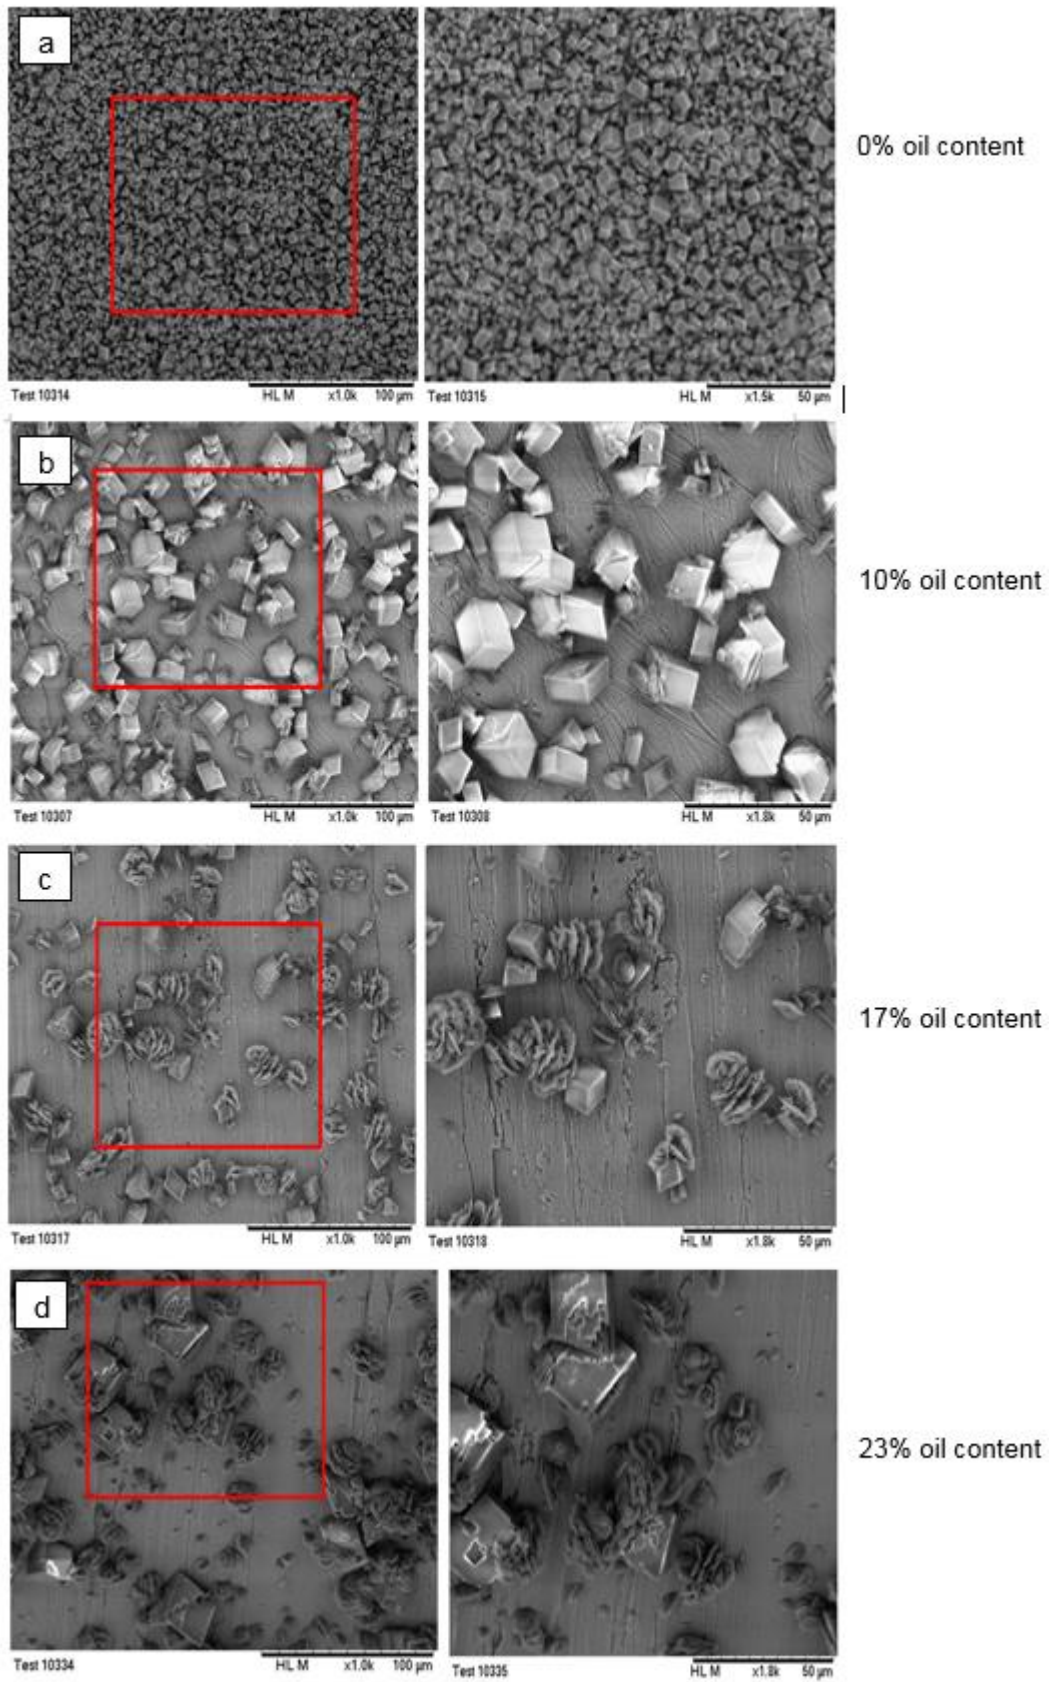 a
0% oil content
Test 10314 HL M x1.0k 100 µm
Test 10315 HL M x1.5k 50 µm
b
10% oil content
Test 10307 HL M x1.0k 100 µm
Test 10308 HL M x1.8k 50 µm
c
17% oil content
Test 10317 HL M x1.0k 100 µm
Test 10318 HL M x1.8k 50 µm
d
23% oil content
Test 10334 HL M x1.0k 100 µm
Test 10335 HL M x1.8k 50 µm